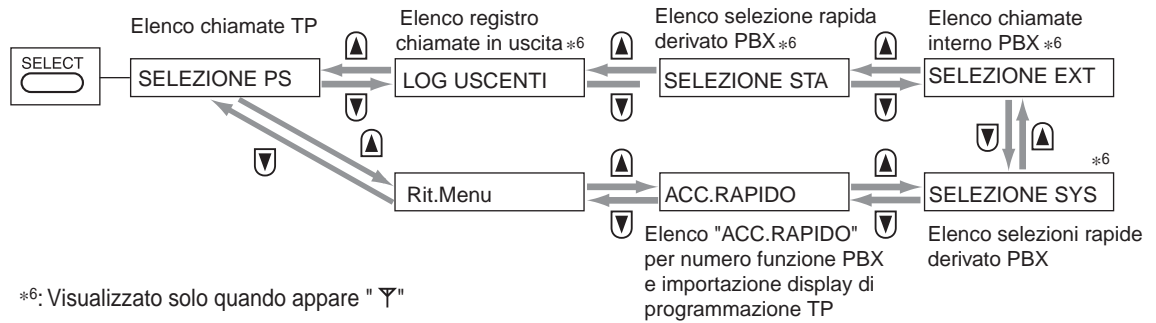 Elenco chiamate TP
Elenco registro
chiamate in uscita *6
Elenco selezione rapida
derivato PBX *6
Elenco chiamate
interno PBX *6
SELECT
SELEZIONE PS
LOG USCENTI
SELEZIONE STA
SELEZIONE EXT
*6
Rit.Menu
ACC.RAPIDO
SELEZIONE SYS
Elenco "ACC.RAPIDO"
per numero funzione PBX
e importazione display di
programmazione TP
Elenco selezioni rapide
derivato PBX
*6: Visualizzato solo quando appare " "